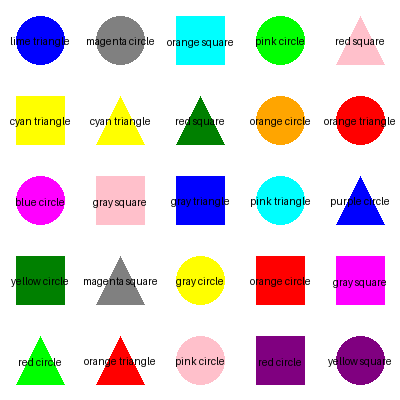 lime triangle magenta circle orange square pink circle red square
cyan triangle cyan triangle red square orange circle orange triangle
blue circle gray square gray triangle pink triangle purple circle
yellow circle magenta square gray circle orange circle gray square
red circle orange triangle pink circle red circle yellow square